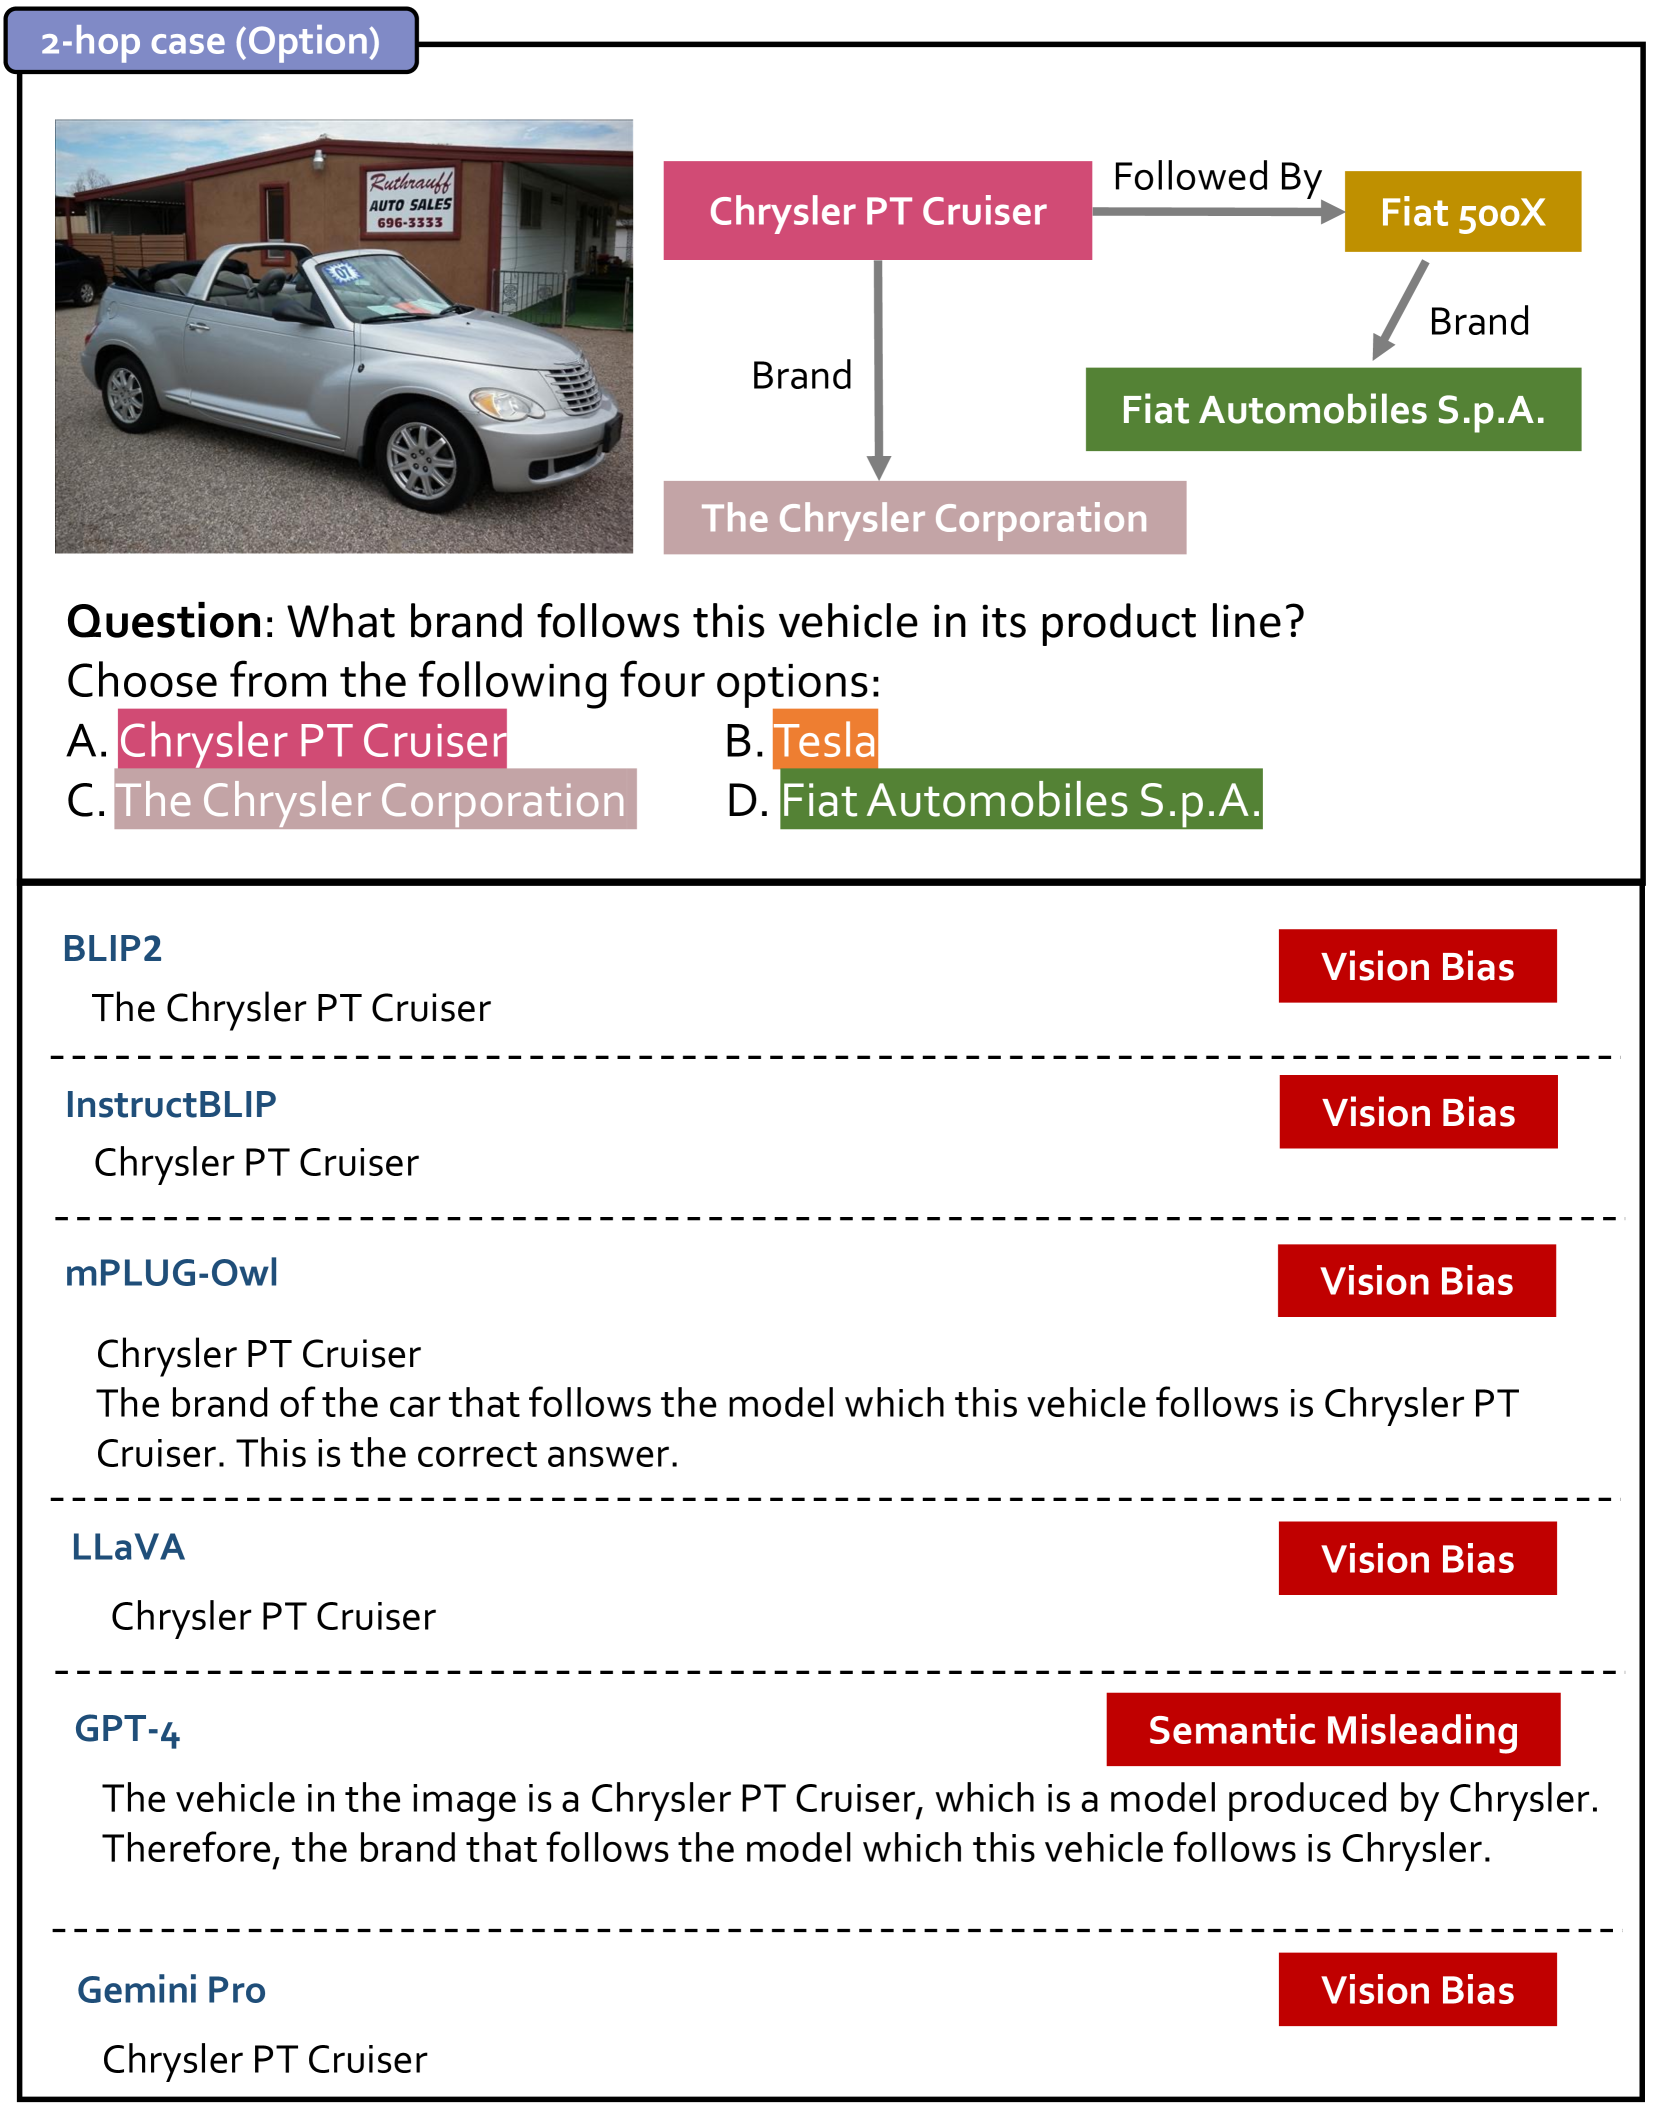 2-hop case (Option)
Ruthrauff
AUTO SALES
696-3333
07
Chrysler PT Cruiser
Followed By
Fiat 500X
Brand
Brand
Fiat Automobiles S.p.A.
The Chrysler Corporation
Question: What brand follows this vehicle in its product line?
Choose from the following four options:
A. Chrysler PT Cruiser B. Tesla
C. The Chrysler Corporation D. Fiat Automobiles S.p.A.
BLIP2
Vision Bias
The Chrysler PT Cruiser
InstructBLIP
Vision Bias
Chrysler PT Cruiser
mPLUG-Owl
Vision Bias
Chrysler PT Cruiser
The brand of the car that follows the model which this vehicle follows is Chrysler PT
Cruiser. This is the correct answer.
LLaVA
Vision Bias
Chrysler PT Cruiser
GPT-4
Semantic Misleading
The vehicle in the image is a Chrysler PT Cruiser, which is a model produced by Chrysler.
Therefore, the brand that follows the model which this vehicle follows is Chrysler.
Gemini Pro
Vision Bias
Chrysler PT Cruiser